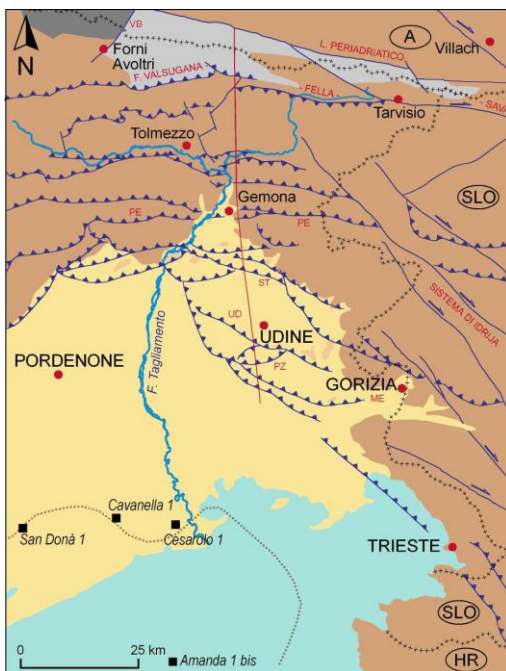 VB
Forni
Avoltri
N
F. VALSUGANA
L. PERIADRIATICO
A
Villach
FELLA
Tarvisio
SAVA
Tolmezzo
SLO
Gemona
PE
PE
SISTEMA DI IDRIJA
ST
UD
UDINE
F. Tagliamento
PORDENONE
PZ
GORIZIA
ME
Cavanella 1
San Donà 1
Cesarolo 1
TRIESTE
SLO
0
25 km
Amanda 1 bis
HR